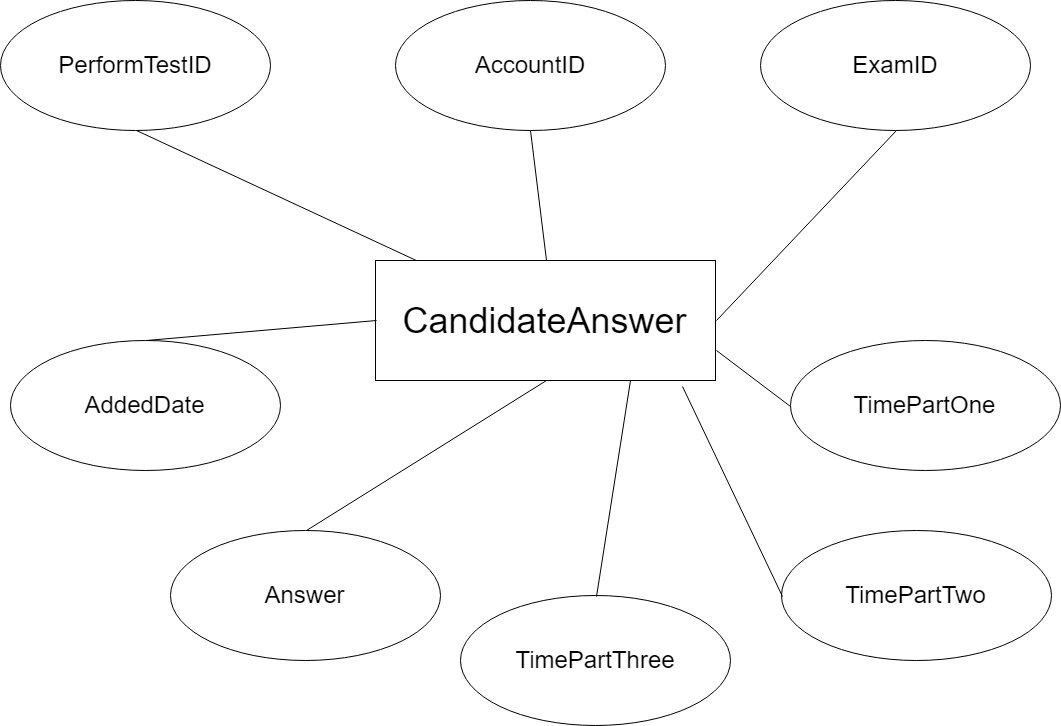 PerformTestID
AccountID
ExamID
CandidateAnswer
AddedDate
TimePartOne
Answer
TimePartTwo
TimePartThree